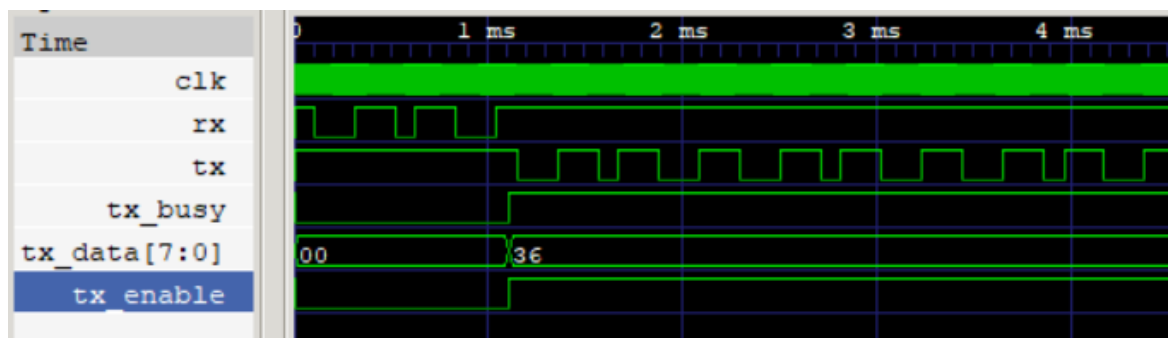 Time
0 1 ms 2 ms 3 ms 4 ms
clk
rx
tx
tx_busy
tx_data[7:0] 00 36
tx_enable